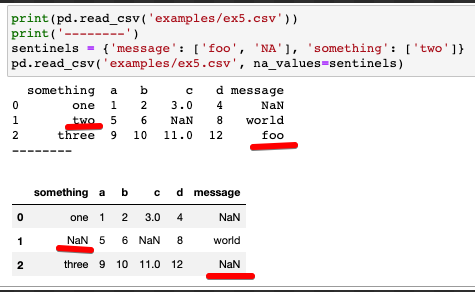 print(pd.read_csv('examples/ex5.csv'))
print('--------')
sentinels = {'message': ['foo', 'NA'], 'something': ['two']}
pd.read_csv('examples/ex5.csv', na_values=sentinels)
something a b c d message
0 one 1 2 3.0 4 NaN
1 two 5 6 NaN 8 world
2 three 9 10 11.0 12 foo
--------
something a b c d message
0 one 1 2 3.0 4 NaN
1 NaN 5 6 NaN 8 world
2 three 9 10 11.0 12 NaN